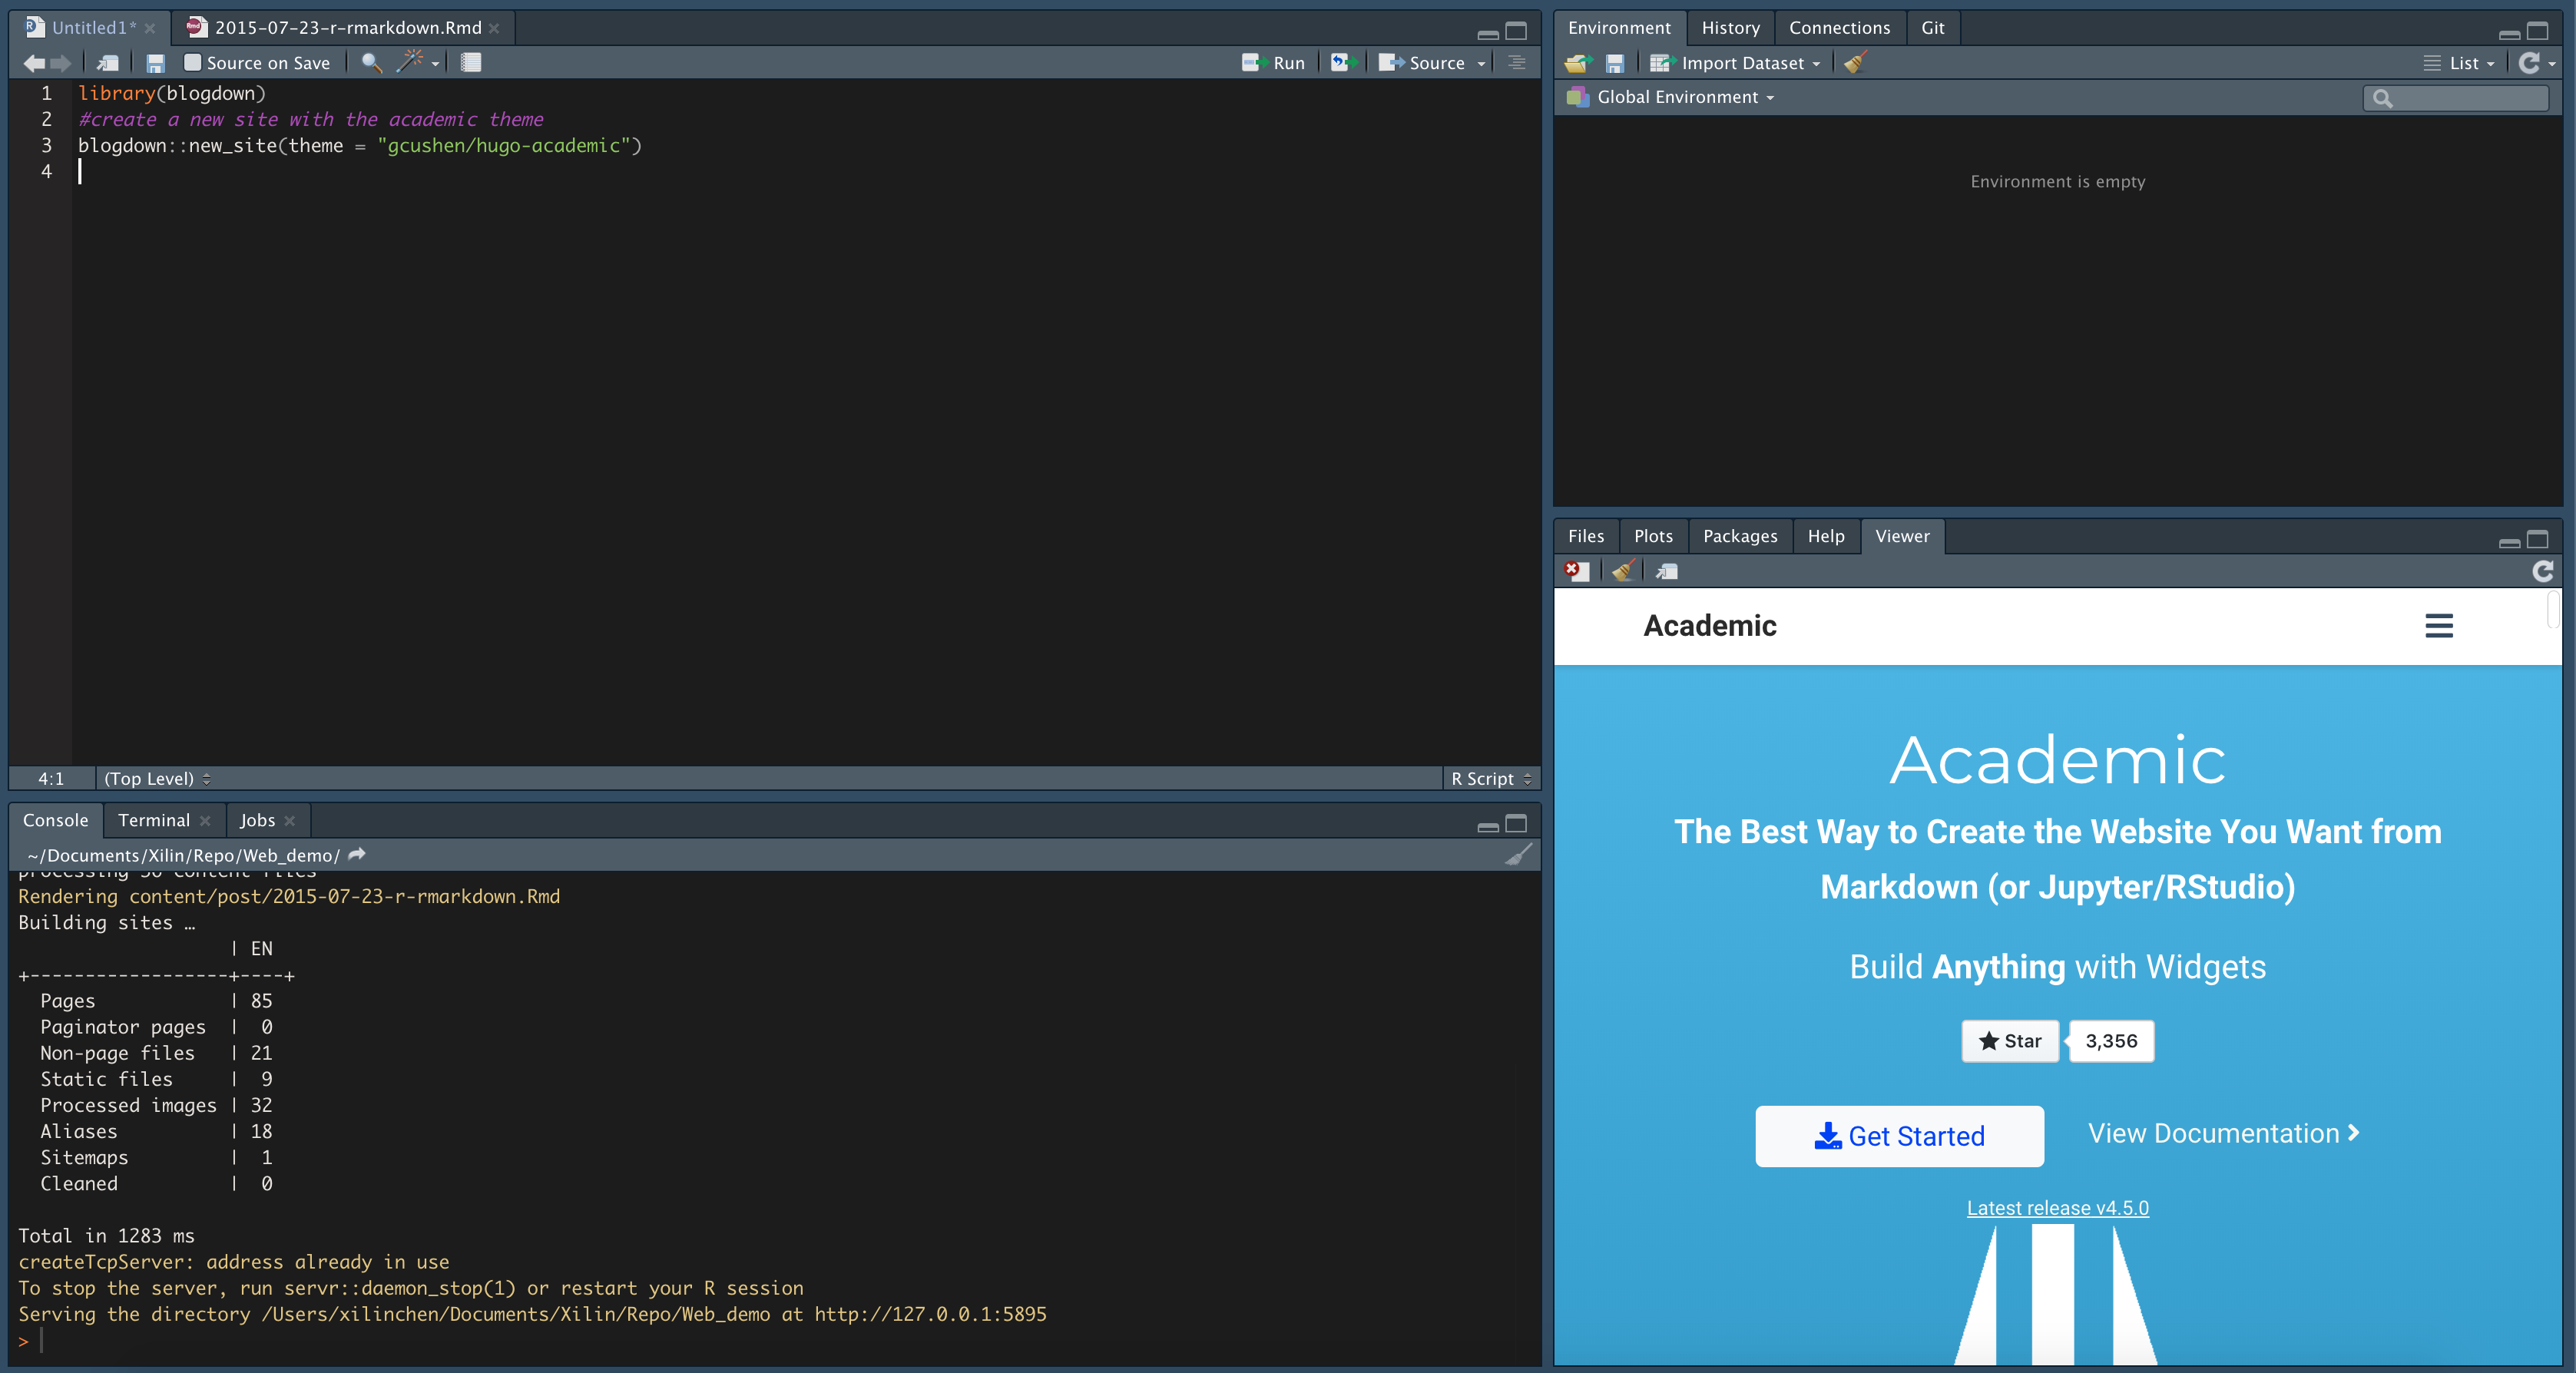 Untitled1* 2015-07-23-r-rmarkdown.Rmd
Source on Save Run Source
1 library(blogdown)
2 #create a new site with the academic theme
3 blogdown::new_site(theme = "gcushen/hugo-academic")
4
4:1 (Top Level) R Script
Console Terminal Jobs
~/Documents/Xilin/Repo/Web_demo/
Rendering content/post/2015-07-23-r-rmarkdown.Rmd
Building sites …
| EN
+------------------+----+
Pages | 85
Paginator pages | 0
Non-page files | 21
Static files | 9
Processed images | 32
Aliases | 18
Sitemaps | 1
Cleaned | 0
Total in 1283 ms
createTcpServer: address already in use
To stop the server, run servr::daemon_stop(1) or restart your R session
Serving the directory /Users/xilinchen/Documents/Xilin/Repo/Web_demo at http://127.0.0.1:5895
>
Environment History Connections Git
Import Dataset List
Global Environment
Environment is empty
Files Plots Packages Help Viewer
Academic
Academic
The Best Way to Create the Website You Want from
Markdown (or Jupyter/RStudio)
Build Anything with Widgets
Star 3,356
Get Started View Documentation
Latest release v4.5.0